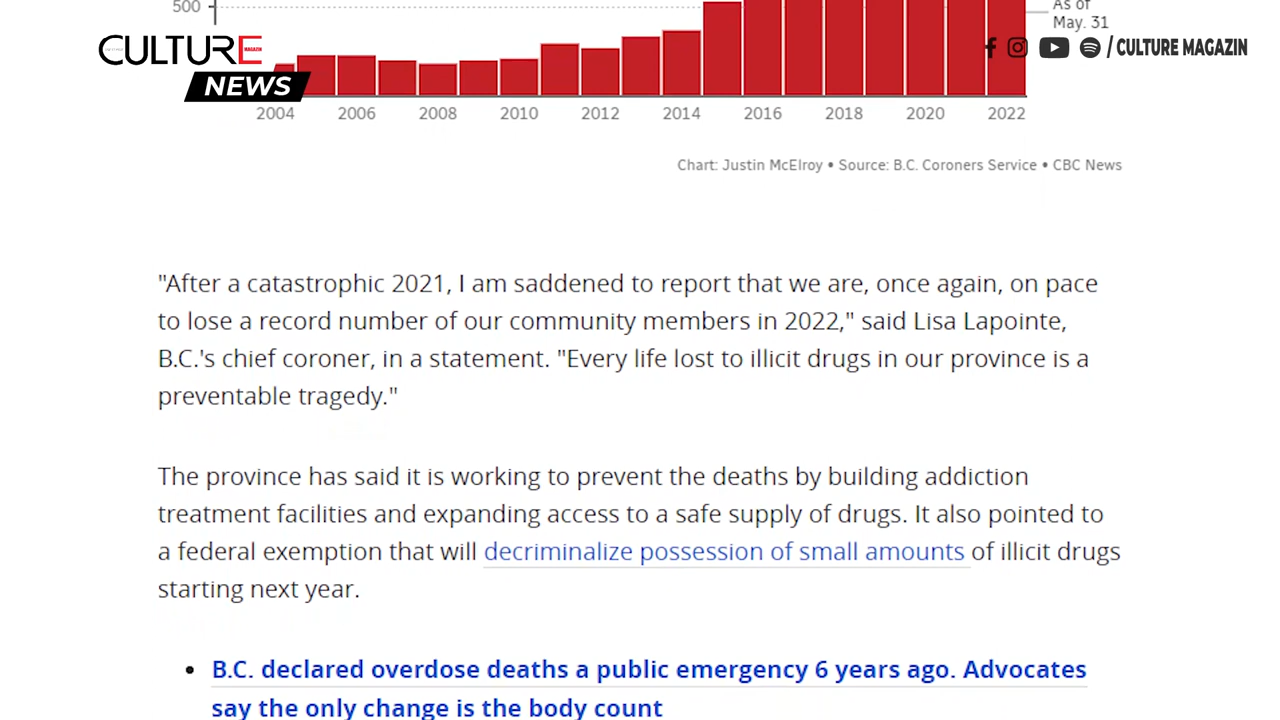 500
As of
May. 31
CULTURE
MAGAZIN
NEWS
/ CULTURE MAGAZIN
2004 2006 2008 2010 2012 2014 2016 2018 2020 2022
Chart: Justin McElroy • Source: B.C. Coroners Service • CBC News
"After a catastrophic 2021, I am saddened to report that we are, once again, on pace
to lose a record number of our community members in 2022," said Lisa Lapointe,
B.C.'s chief coroner, in a statement. "Every life lost to illicit drugs in our province is a
preventable tragedy."
The province has said it is working to prevent the deaths by building addiction
treatment facilities and expanding access to a safe supply of drugs. It also pointed to
a federal exemption that will decriminalize possession of small amounts of illicit drugs
starting next year.
• B.C. declared overdose deaths a public emergency 6 years ago. Advocates
say the only change is the body count